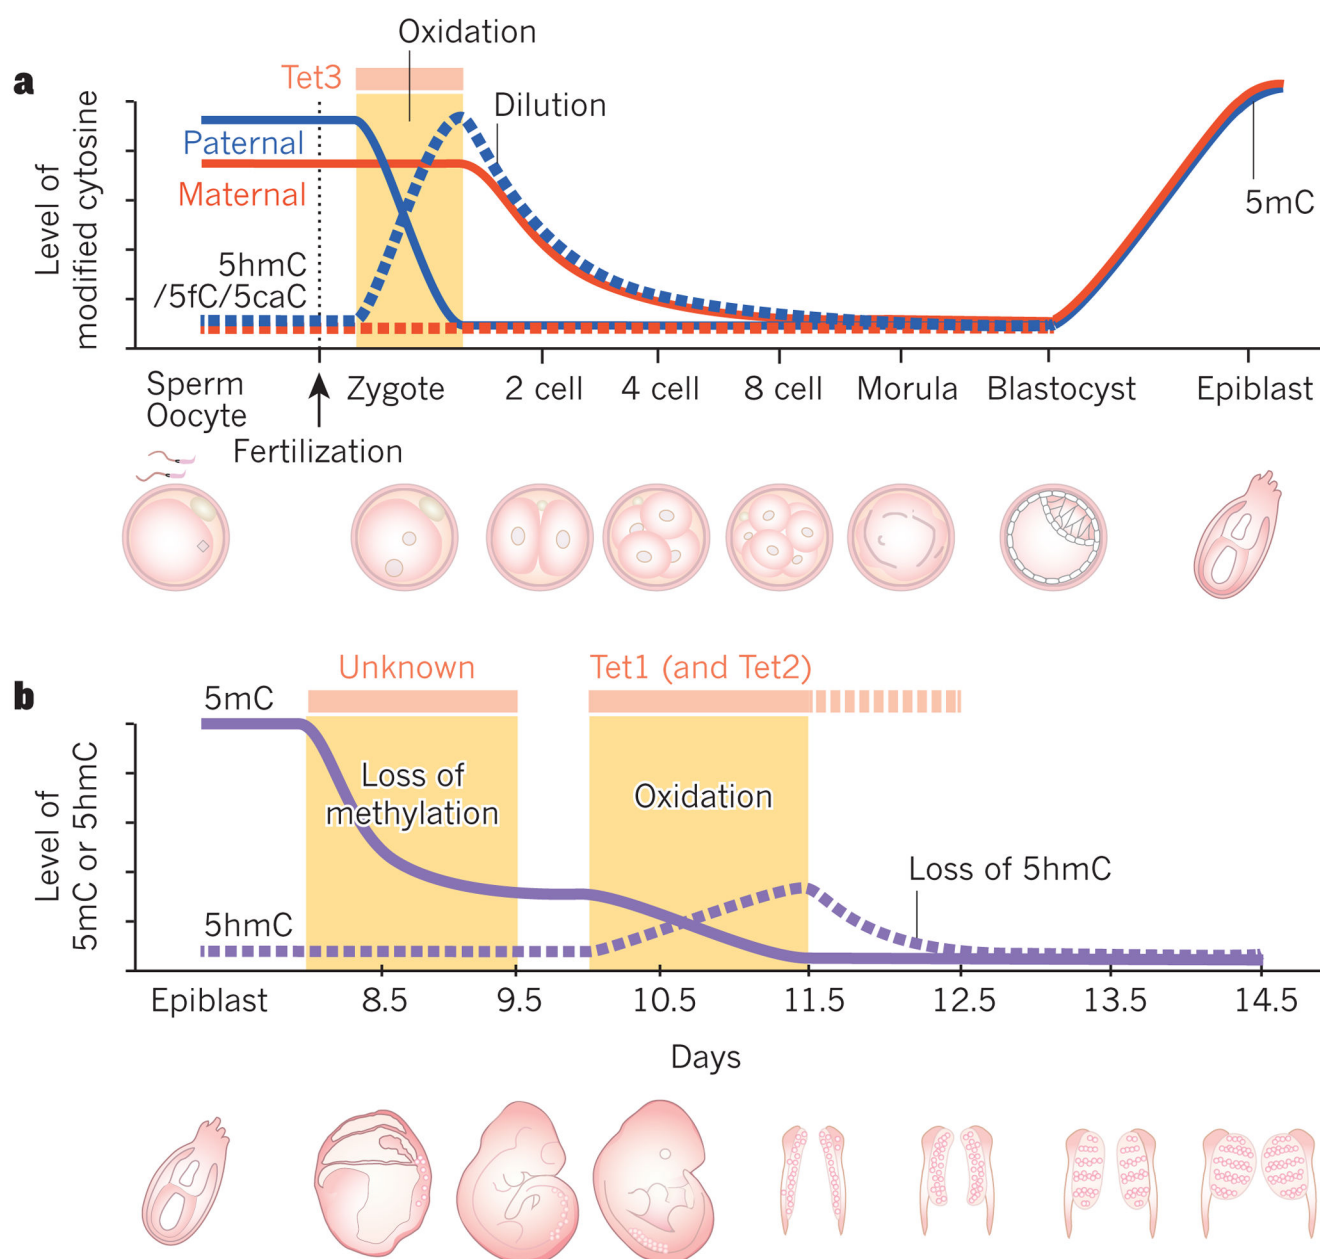 a
Oxidation
Tet3
Dilution
Paternal
Maternal
Level of
modified cytosine
5hmC
/5fC/5caC
5mC
Sperm
Oocyte
Zygote
2 cell
4 cell
8 cell
Morula
Blastocyst
Epiblast
Fertilization
b
Unknown
Tet1 (and Tet2)
5mC
Loss of
methylation
Oxidation
Level of
5mC or 5hmC
Loss of 5hmC
5hmC
Epiblast
8.5
9.5
10.5
11.5
12.5
13.5
14.5
Days